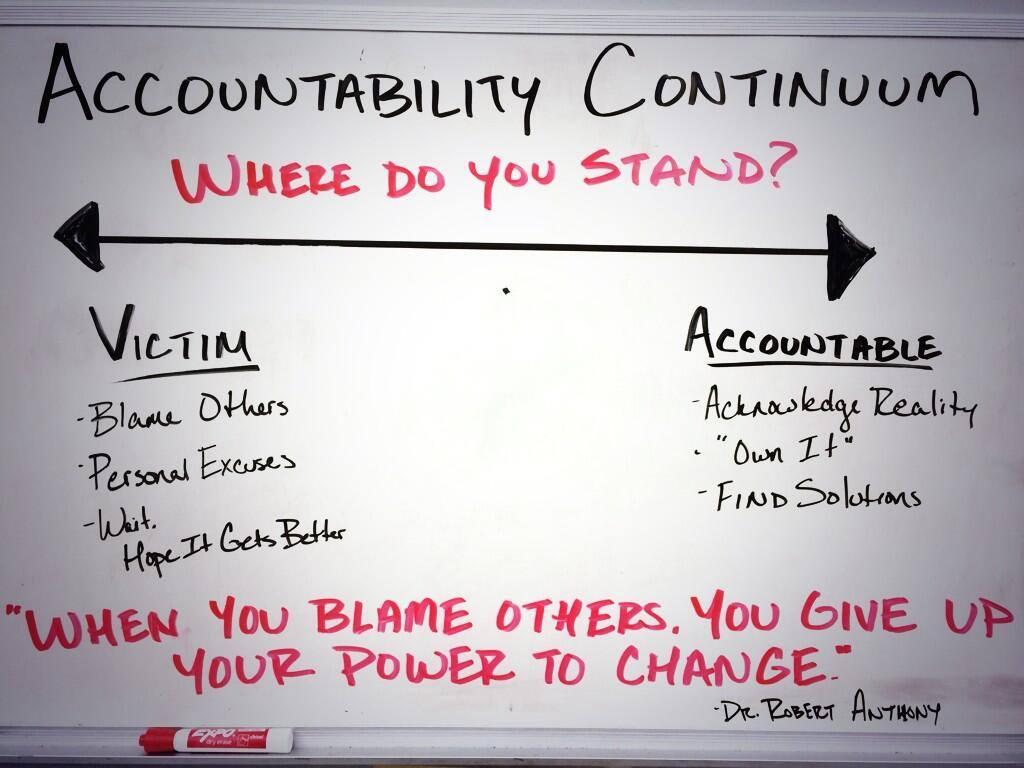 ACCOUNTABILITY CONTINUUM
WHERE DO YOU STAND?
VICTIM
- Blame Others
- Personal Excuses
- Wait.
Hope It Gets Better
ACCOUNTABLE
- Acknowledge Reality
- "Own It"
- FIND Solutions
"WHEN YOU BLAME OTHERS. YOU GIVE UP
YOUR POWER TO CHANGE."
- DR. ROBERT ANTHONY
EXPO
dry erase